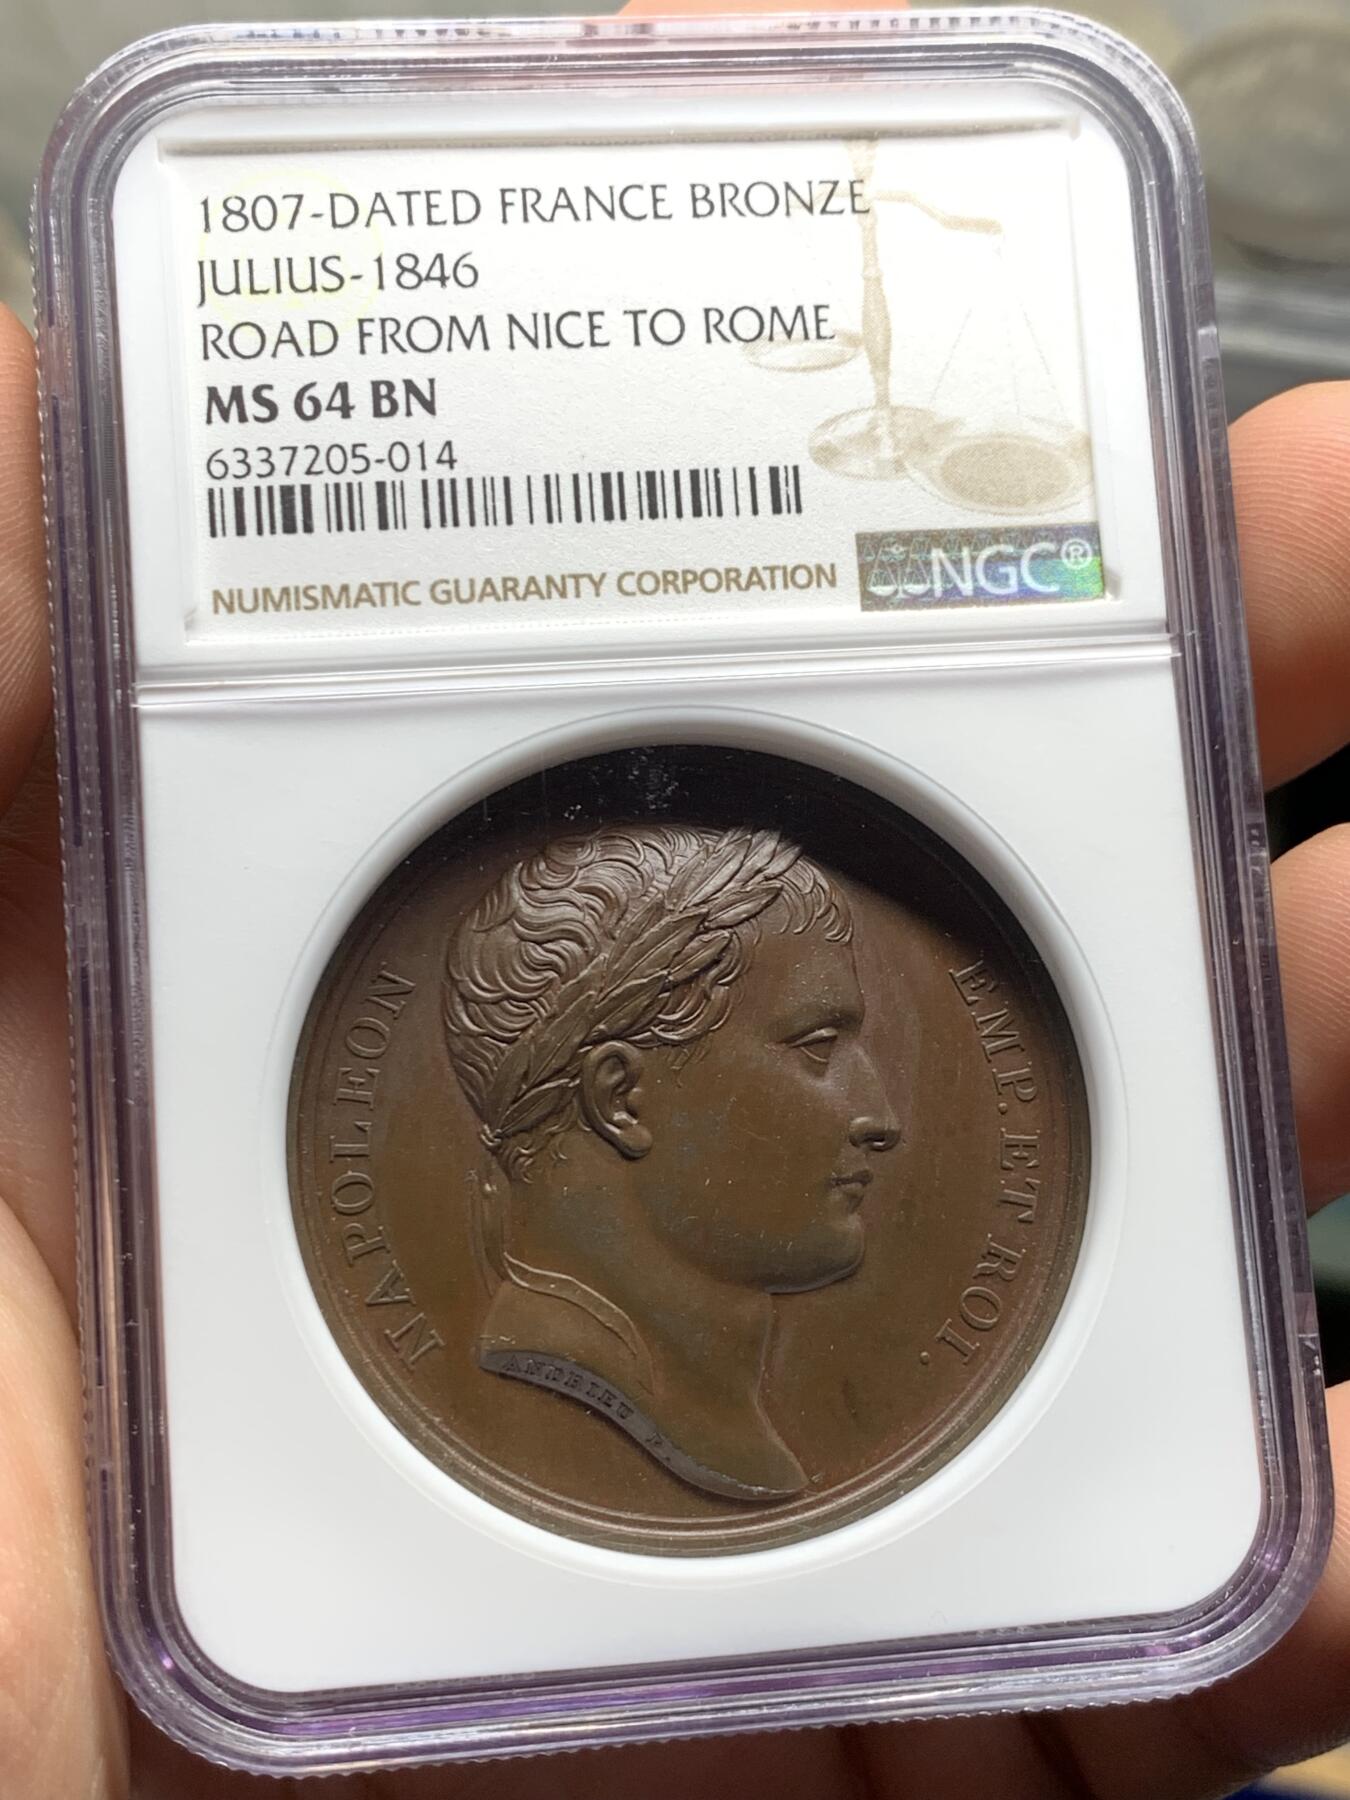 1807-DATED FRANCE BRONZE
JULIUS-1846
ROAD FROM NICE TO ROME
MS 64 BN
6337205-014
NUMISMATIC GUARANTY CORPORATION
NGC®
NAPOLEON
EMP. ET ROI.
ANDRIEU F.